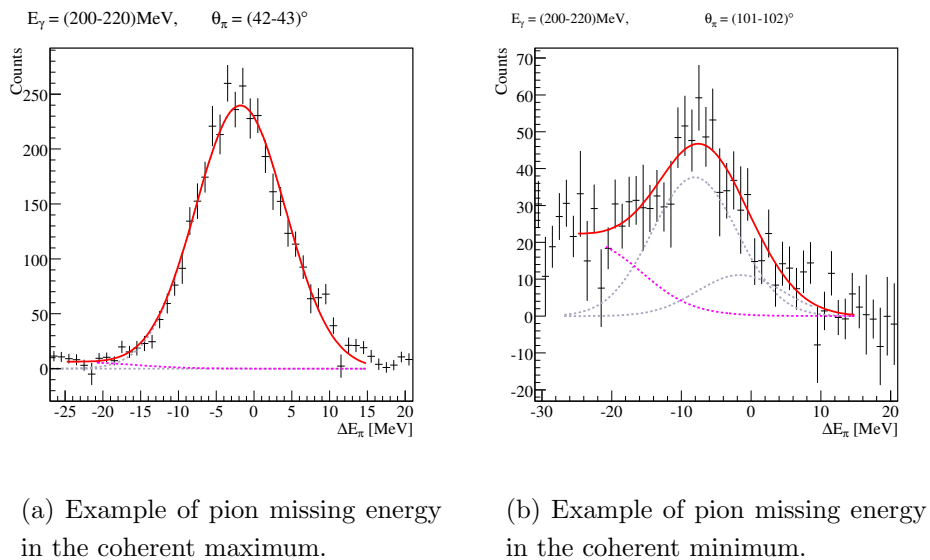 E_γ = (200-220)MeV, θ_π = (42-43)°
Counts
250
200
150
100
50
0
-25 -20 -15 -10 -5 0 5 10 15 20
ΔE_π [MeV]
(a) Example of pion missing energy
in the coherent maximum.
E_γ = (200-220)MeV θ_π = (101-102)°
Counts
70
60
50
40
30
20
10
0
-10
-20
-30 -20 -10 0 10 20
ΔE_π [MeV]
(b) Example of pion missing energy
in the coherent minimum.